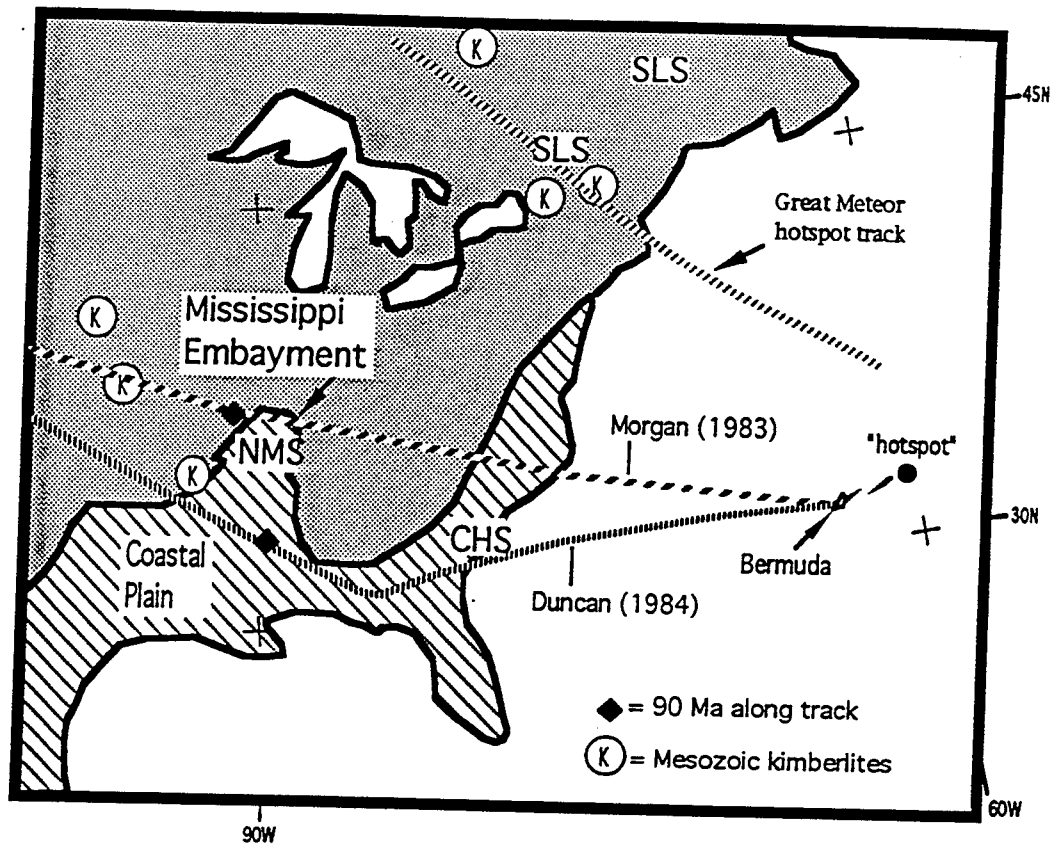 K
SLS
45N
SLS
K
K
Great Meteor
hotspot track
Mississippi
Embayment
K
K
Morgan (1983)
"hotspot"
NMS
K
30N
CHS
Coastal
Plain
Bermuda
Duncan (1984)
= 90 Ma along track
K = Mesozoic kimberlites
60W
90W